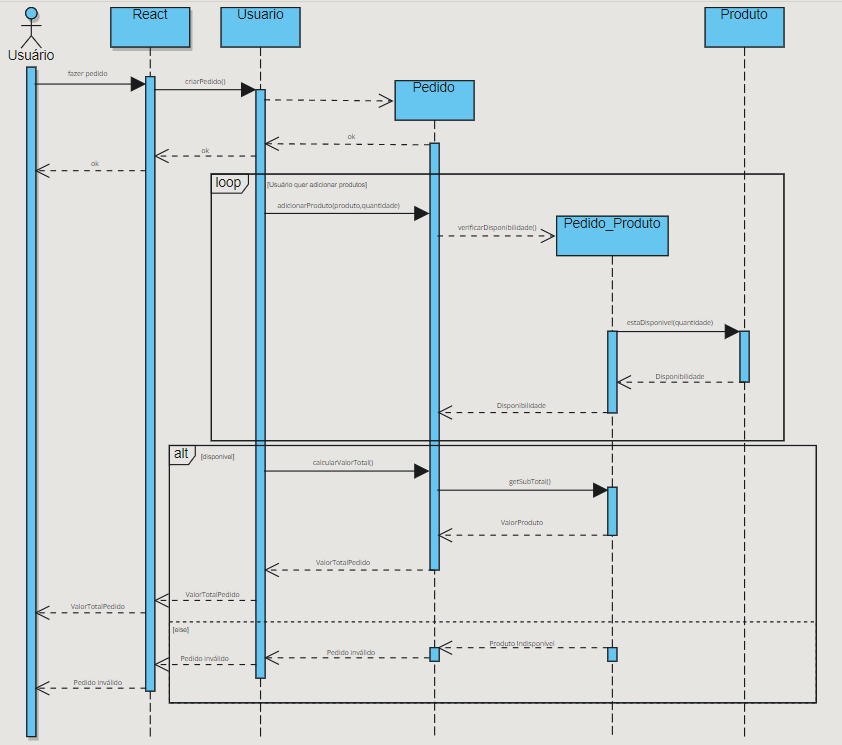 React
Usuario
Produto
Usuário
fazer pedido
criarPedido()
Pedido
ok
ok
ok
loop
[Usuário quer adicionar produtos]
adicionarProduto(produto,quantidade)
verificarDisponibilidade()
Pedido_Produto
estaDisponivel(quantidade)
Disponibilidade
Disponibilidade
alt
[disponivel]
calcularValorTotal()
getSubTotal()
ValorProduto
ValorTotalPedido
ValorTotalPedido
ValorTotalPedido
[else]
Produto Indisponível
Pedido inválido
Pedido inválido
Pedido inválido